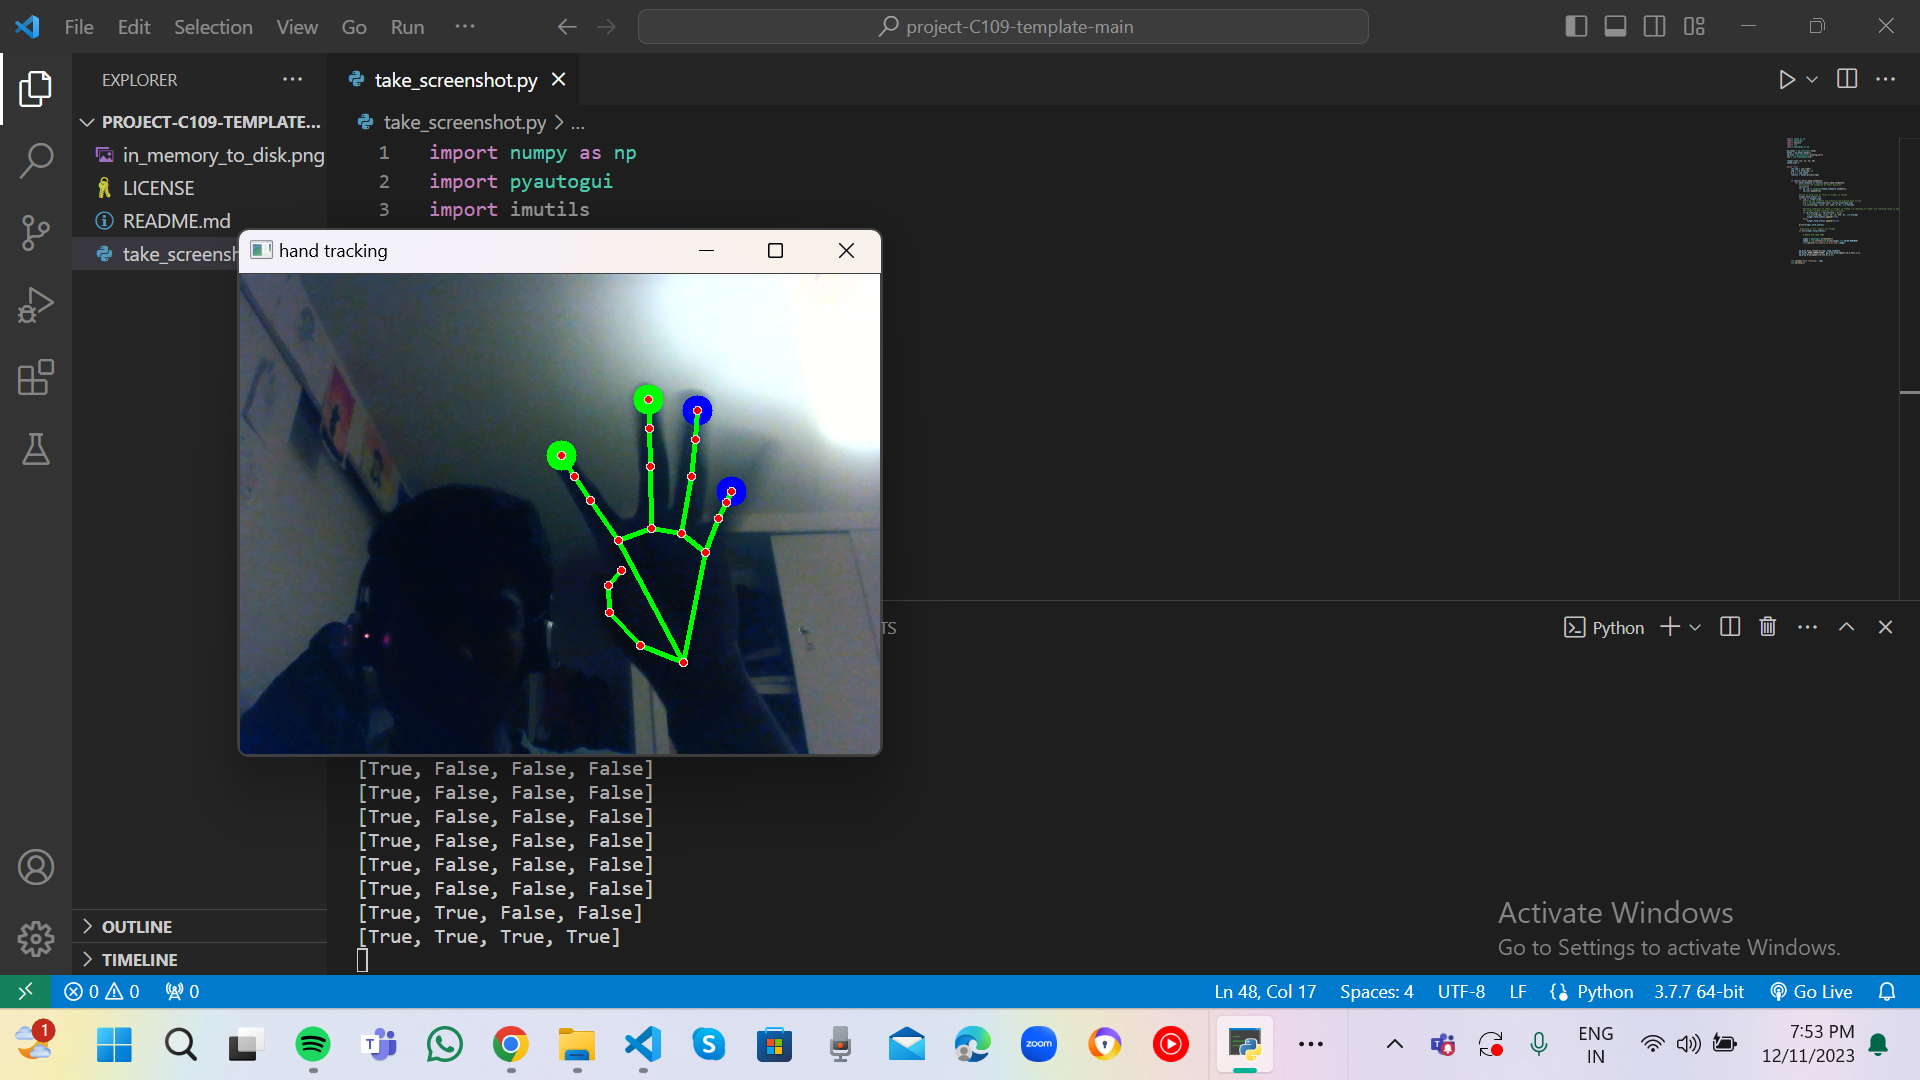 File Edit Selection View Go Run ···
project-C109-template-main
EXPLORER
PROJECT-C109-TEMPLATE...
in_memory_to_disk.png
LICENSE
README.md
take_screensh
take_screenshot.py
take_screenshot.py > ...
1 import numpy as np
2 import pyautogui
3 import imutils
hand tracking
TS
Python
[True, False, False, False]
[True, False, False, False]
[True, False, False, False]
[True, False, False, False]
[True, False, False, False]
[True, False, False, False]
[True, True, False, False]
[True, True, True, True]
OUTLINE
TIMELINE
Activate Windows
Go to Settings to activate Windows.
0 0 0
Ln 48, Col 17 Spaces: 4 UTF-8 LF Python 3.7.7 64-bit Go Live
1
zoom
ENG
IN
7:53 PM
12/11/2023